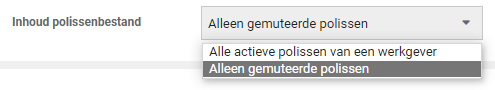 Inhoud polissenbestand
Alleen gemuteerde polissen
Alle actieve polissen van een werkgever
Alleen gemuteerde polissen